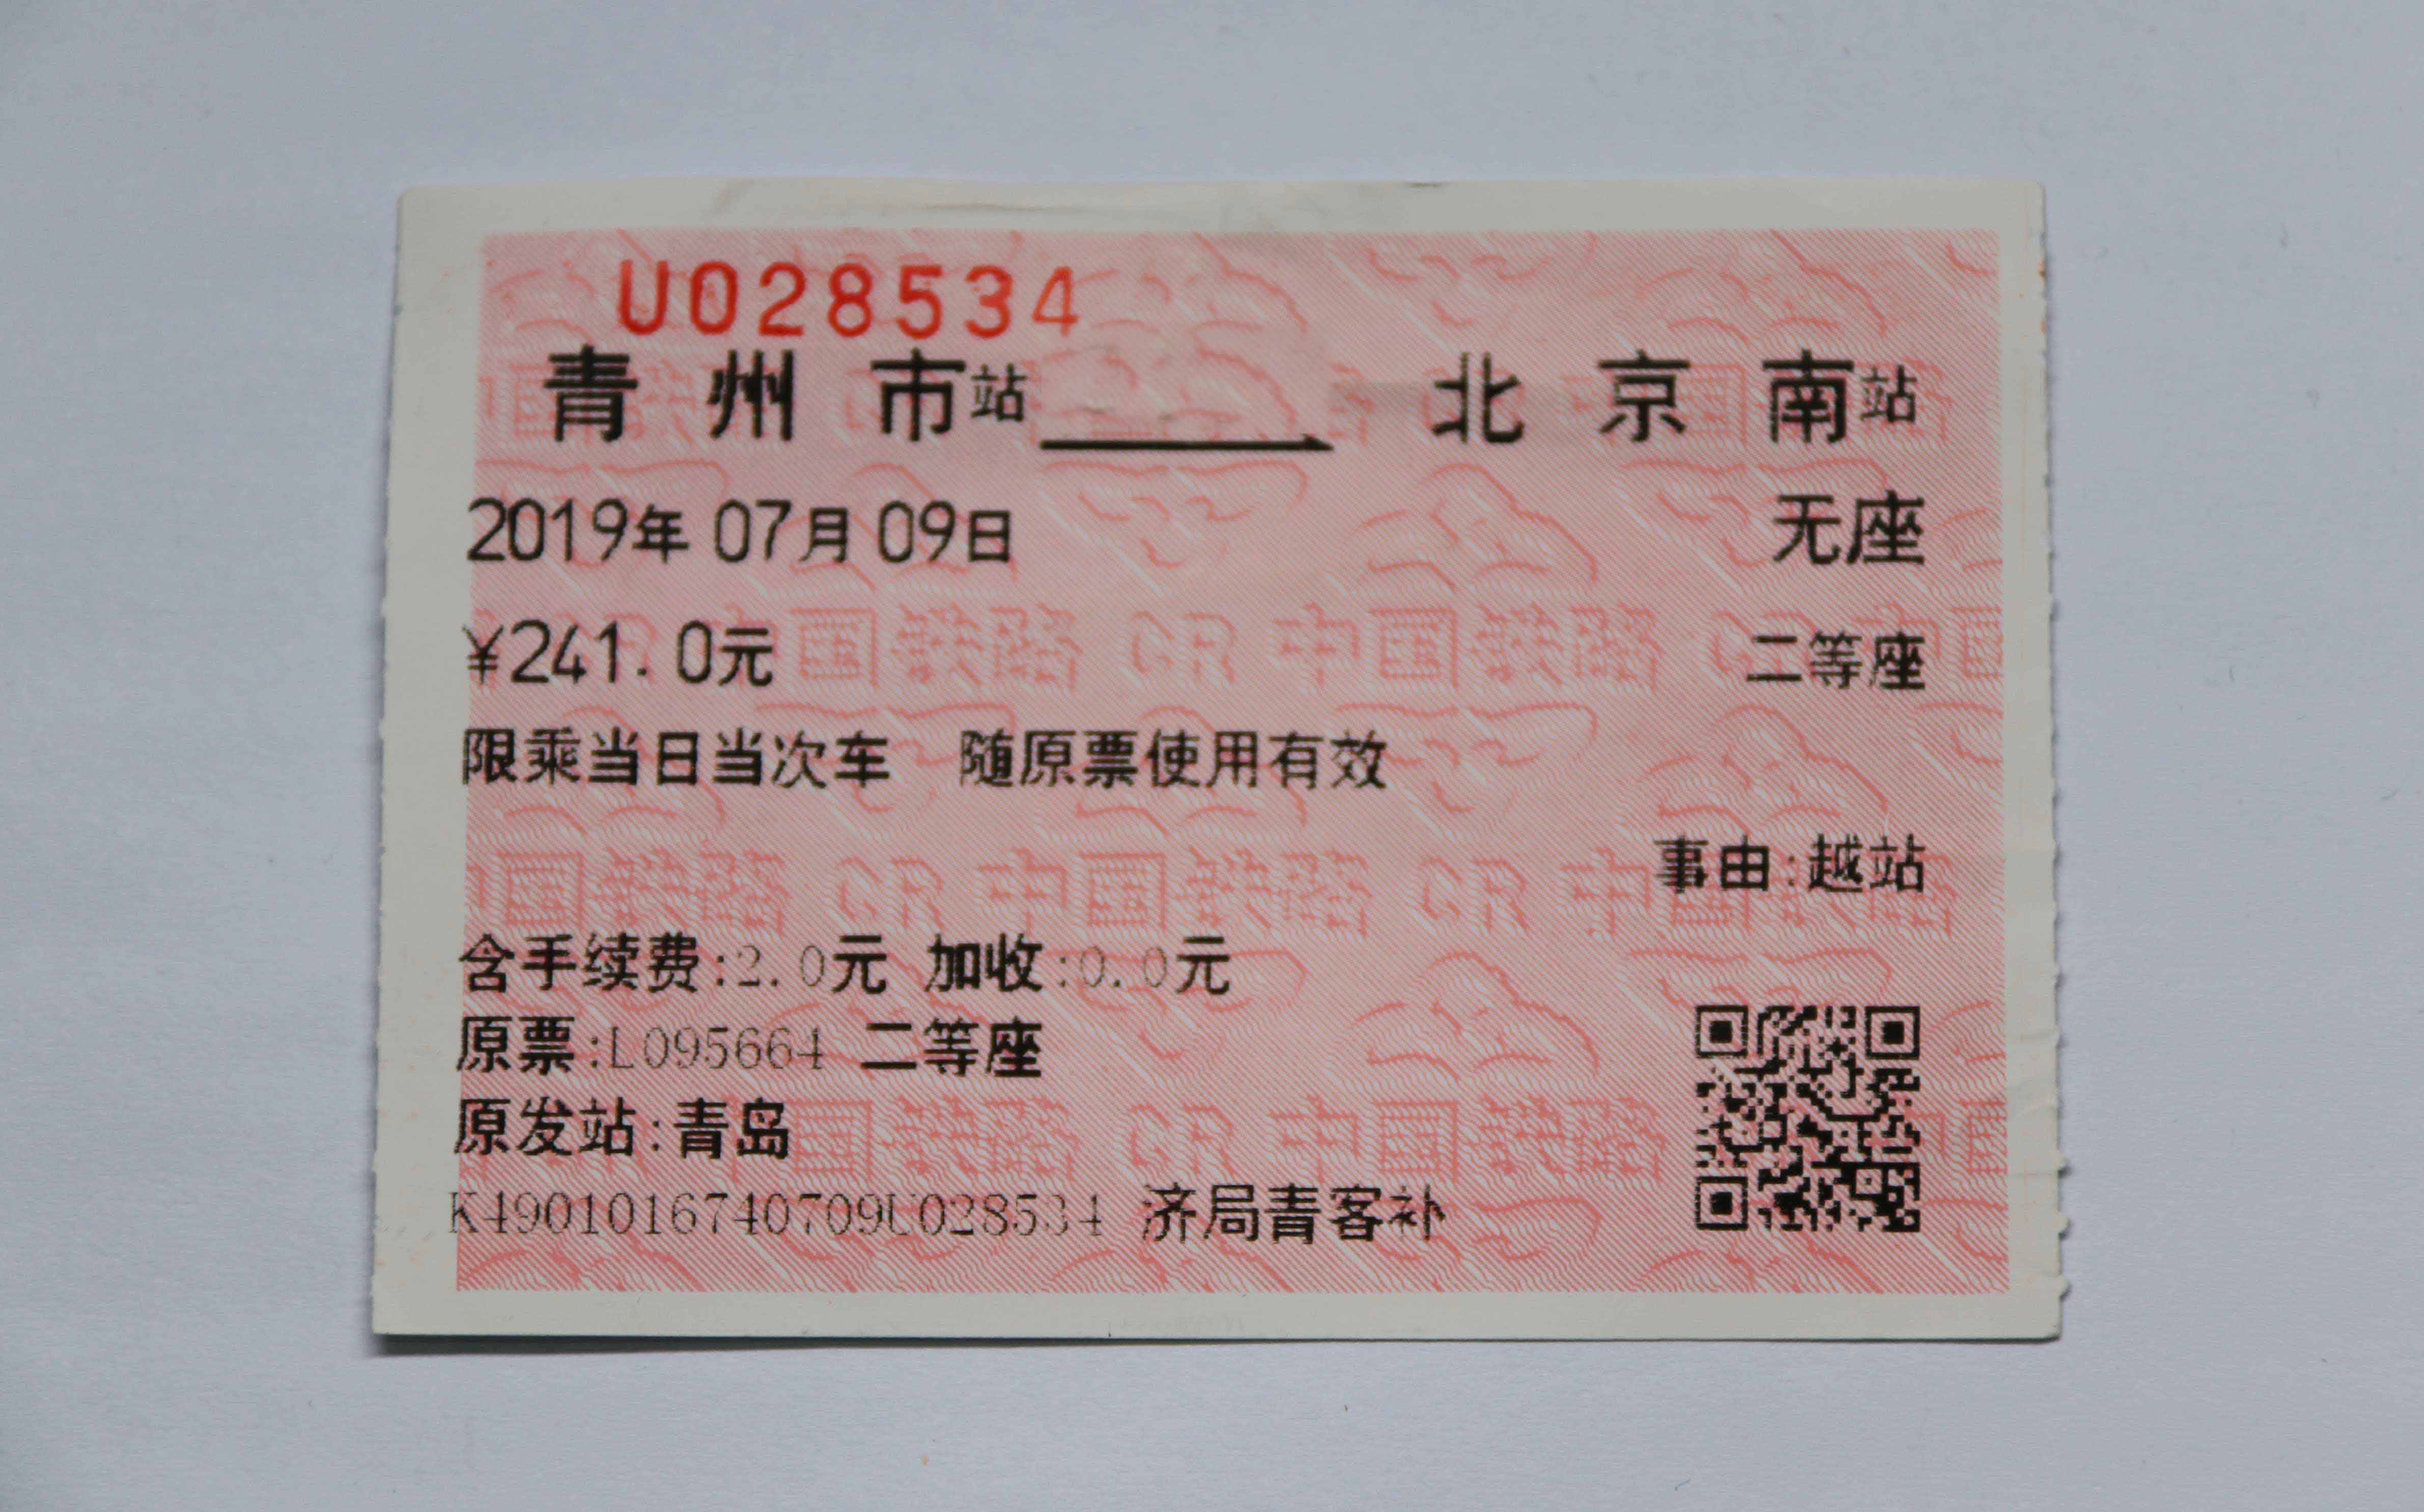 U028534
青州市站 北京南站
2019年07月09日 无座
¥241.0元 二等座
限乘当日当次车 随原票使用有效
事由:越站
含手续费:2.0元 加收:0.0元
原票:L095664 二等座
原发站:青岛
K4901016740709U028534 济局青客补